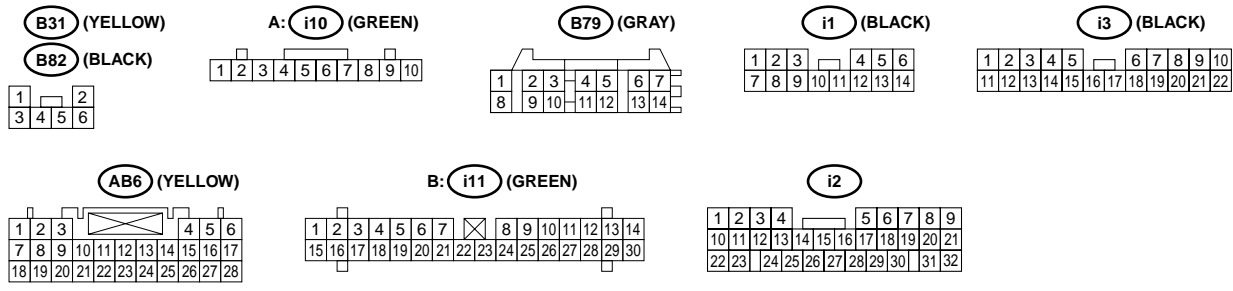 B31 (YELLOW)
B82 (BLACK)
1 2
3 4 5 6
A: i10 (GREEN)
1 2 3 4 5 6 7 8 9 10
B79 (GRAY)
1 2 3 4 5 6 7
8 9 10 11 12 13 14
i1 (BLACK)
1 2 3 4 5 6
7 8 9 10 11 12 13 14
i3 (BLACK)
1 2 3 4 5 6 7 8 9 10
11 12 13 14 15 16 17 18 19 20 21 22
AB6 (YELLOW)
1 2 3 4 5 6
7 8 9 10 11 12 13 14 15 16 17
18 19 20 21 22 23 24 25 26 27 28
B: i11 (GREEN)
1 2 3 4 5 6 7 8 9 10 11 12 13 14
15 16 17 18 19 20 21 22 23 24 25 26 27 28 29 30
i2
1 2 3 4 5 6 7 8 9
10 11 12 13 14 15 16 17 18 19 20 21
22 23 24 25 26 27 28 29 30 31 32